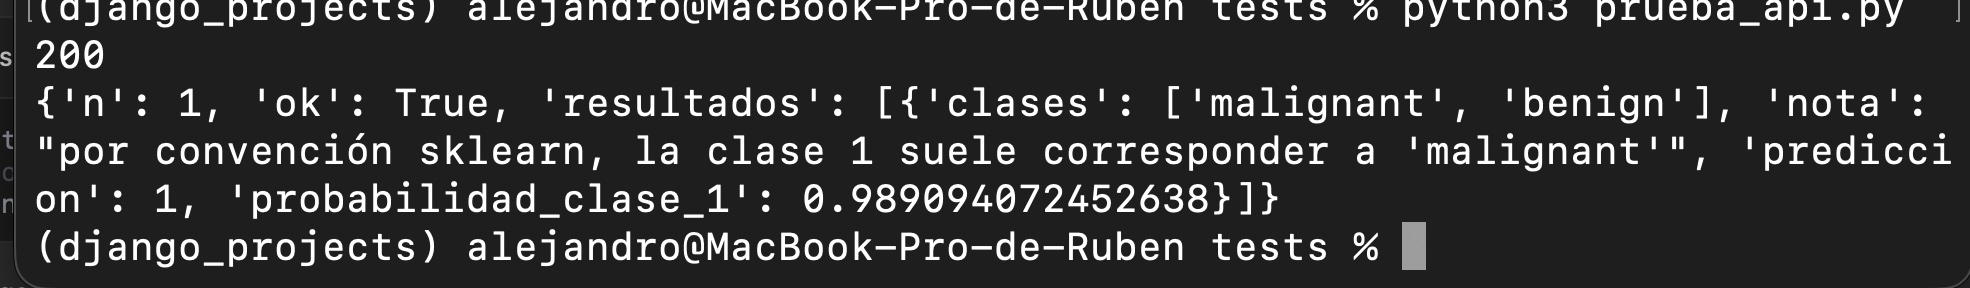 (django_projects) alejandro@MacBook-Pro-de-Ruben tests % python3 prueba_api.py
200
{'n': 1, 'ok': True, 'resultados': [{'clases': ['malignant', 'benign'], 'nota':
"por convención sklearn, la clase 1 suele corresponder a 'malignant'", 'predicci
on': 1, 'probabilidad_clase_1': 0.989094072452638}]}
(django_projects) alejandro@MacBook-Pro-de-Ruben tests %